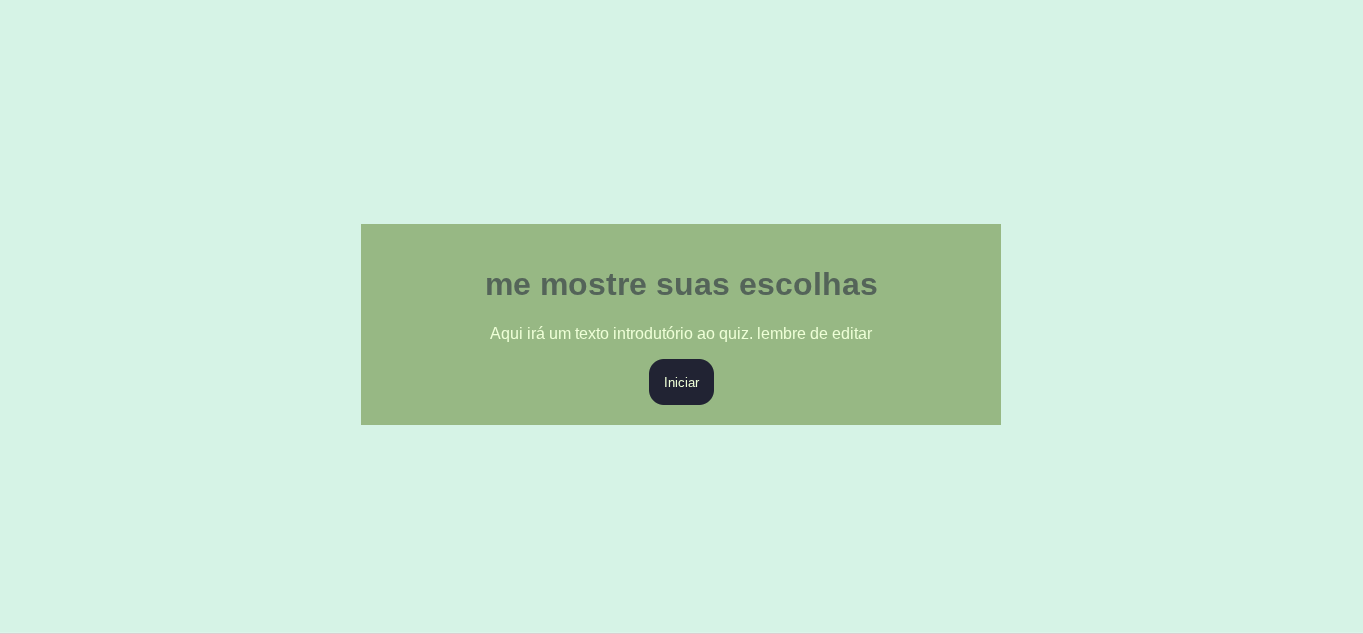 me mostre suas escolhas
Aqui irá um texto introdutório ao quiz. lembre de editar
Iniciar